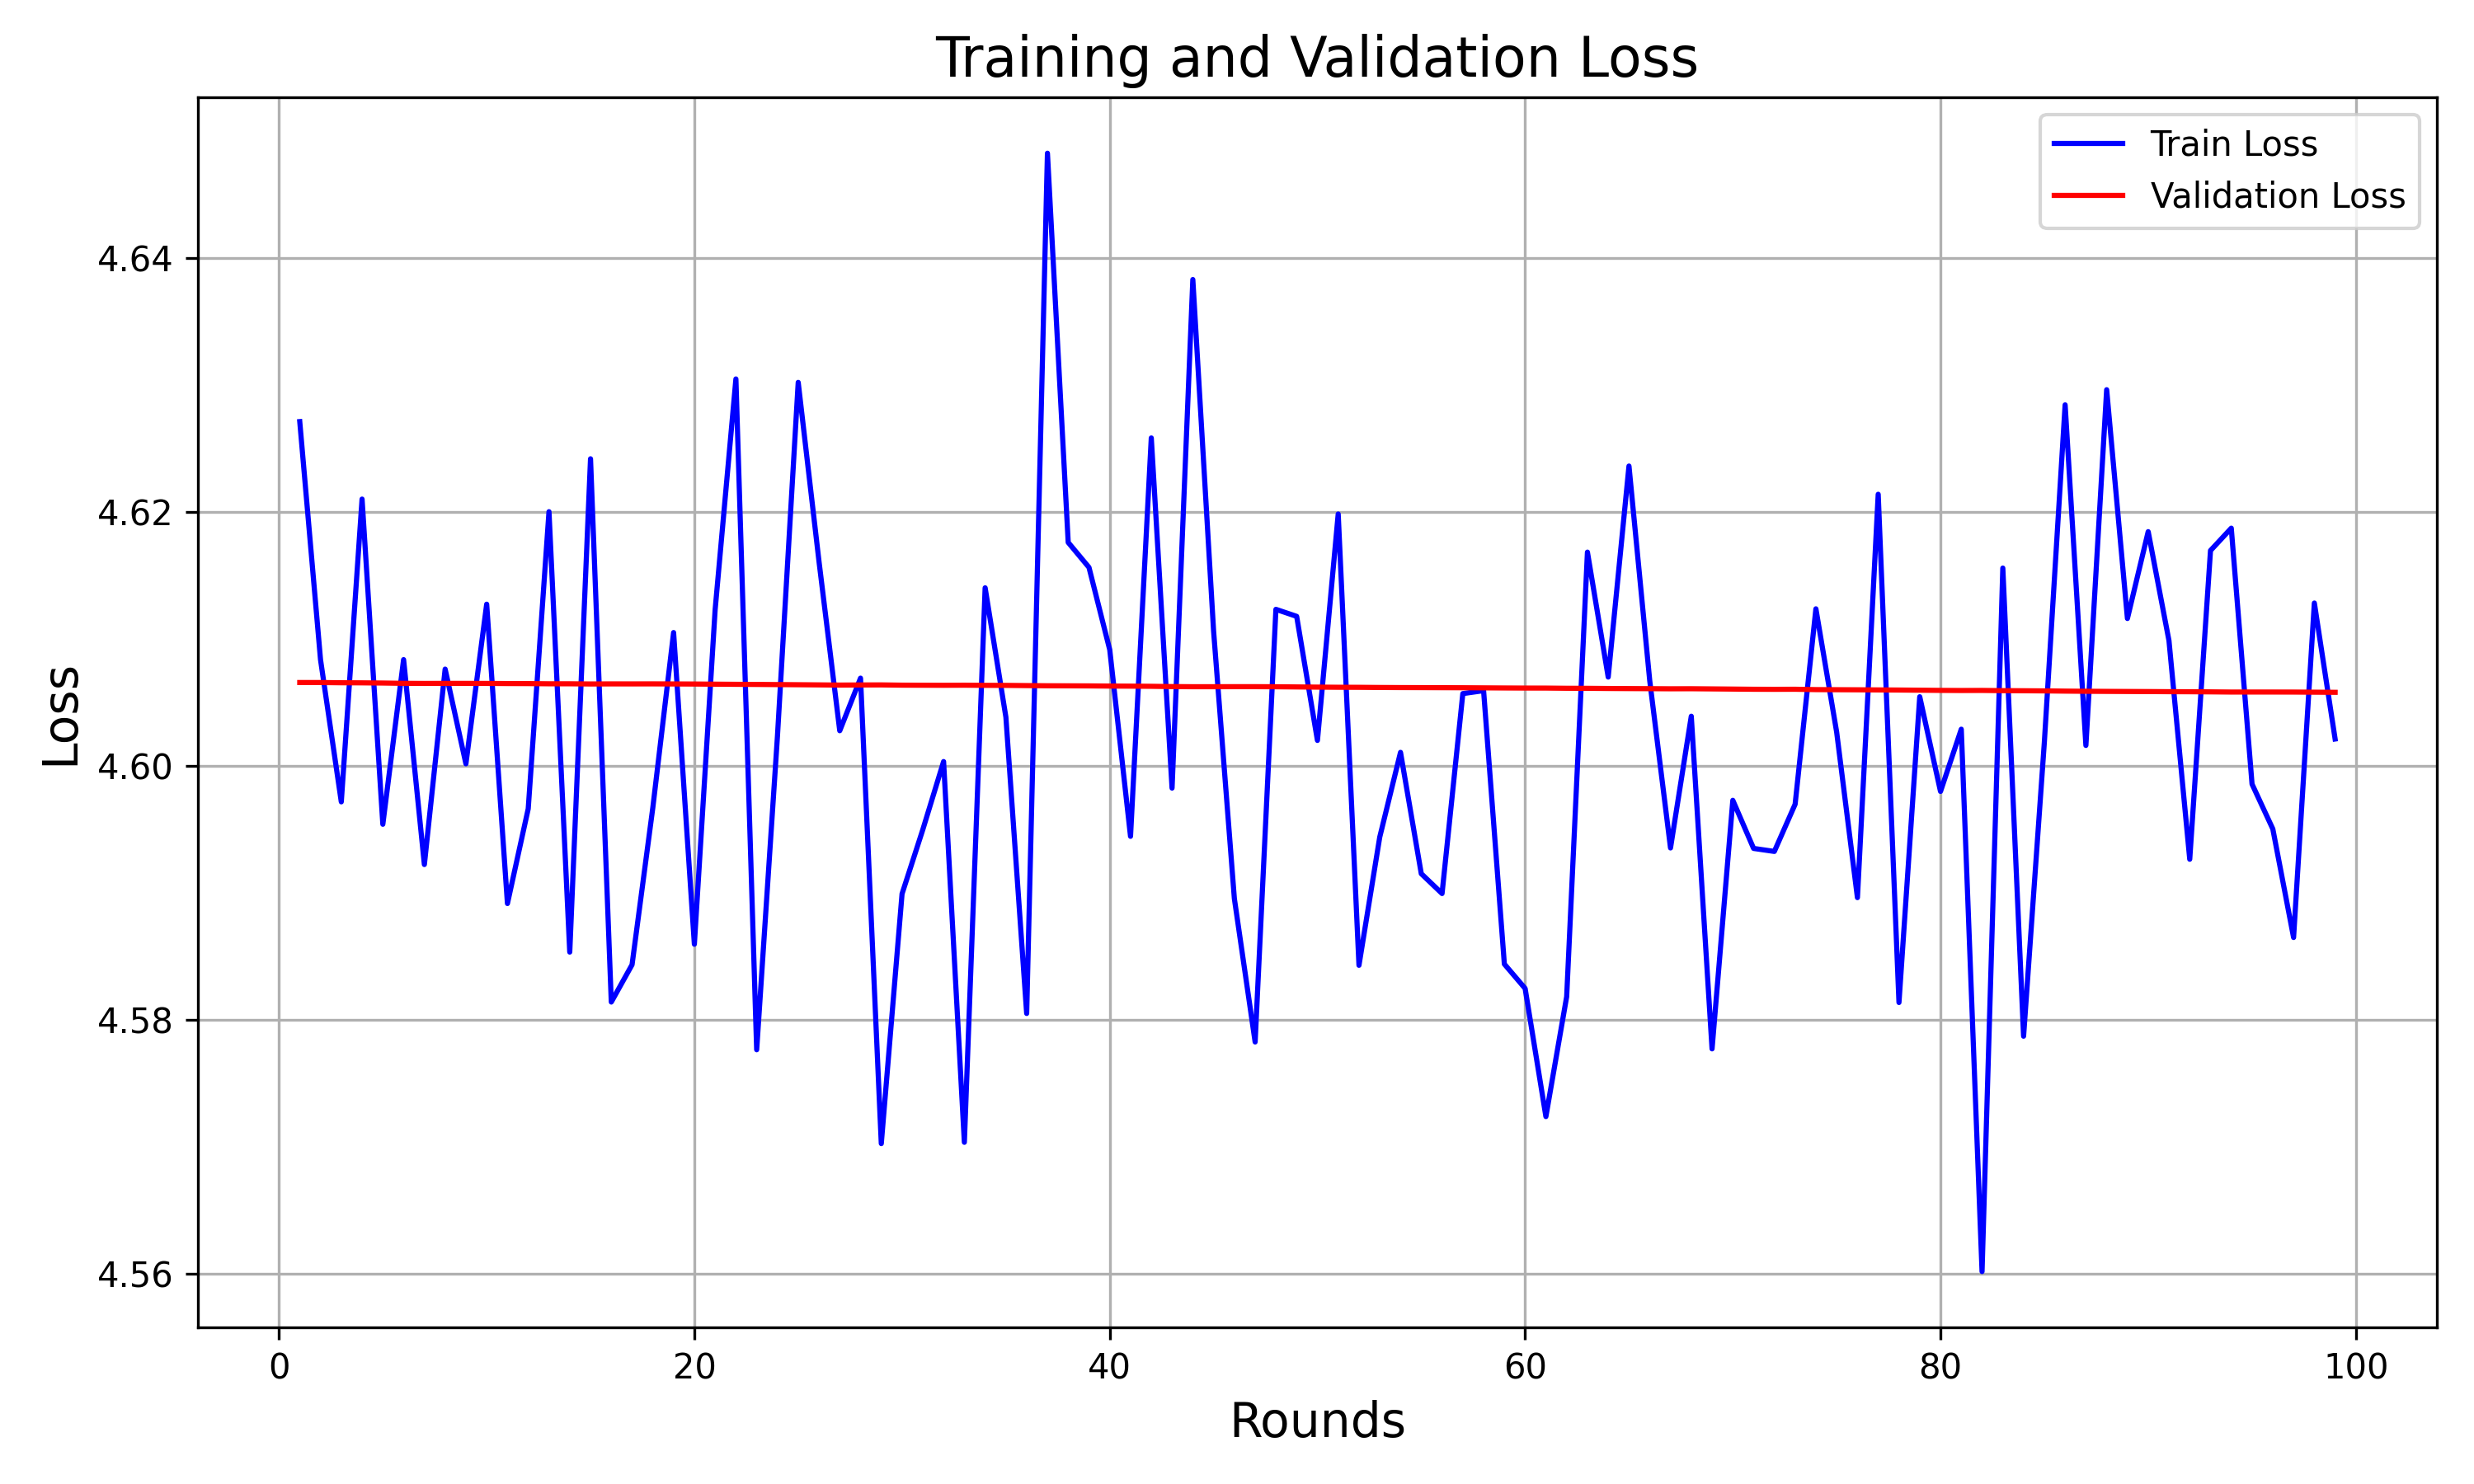 Training and Validation Loss
Train Loss
Validation Loss
4.64
4.62
4.60
4.58
4.56
Loss
0 20 40 60 80 100
Rounds